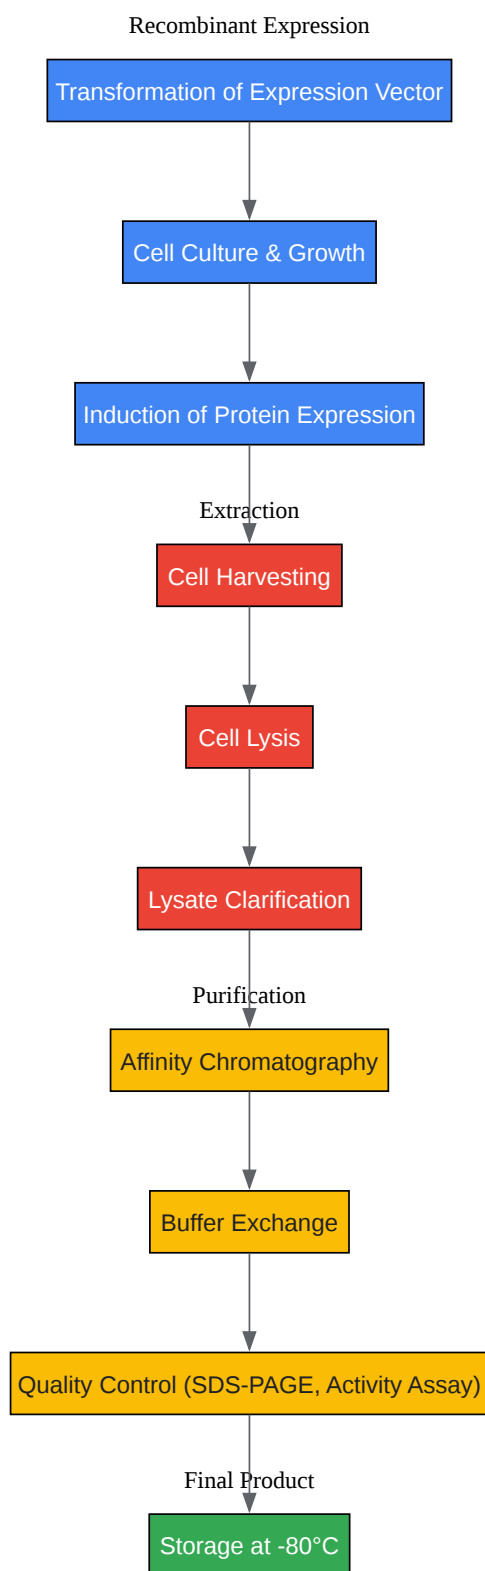 Recombinant Expression
Transformation of Expression Vector
Cell Culture & Growth
Induction of Protein Expression
Extraction
Cell Harvesting
Cell Lysis
Lysate Clarification
Purification
Affinity Chromatography
Buffer Exchange
Quality Control (SDS-PAGE, Activity Assay)
Final Product
Storage at -80°C